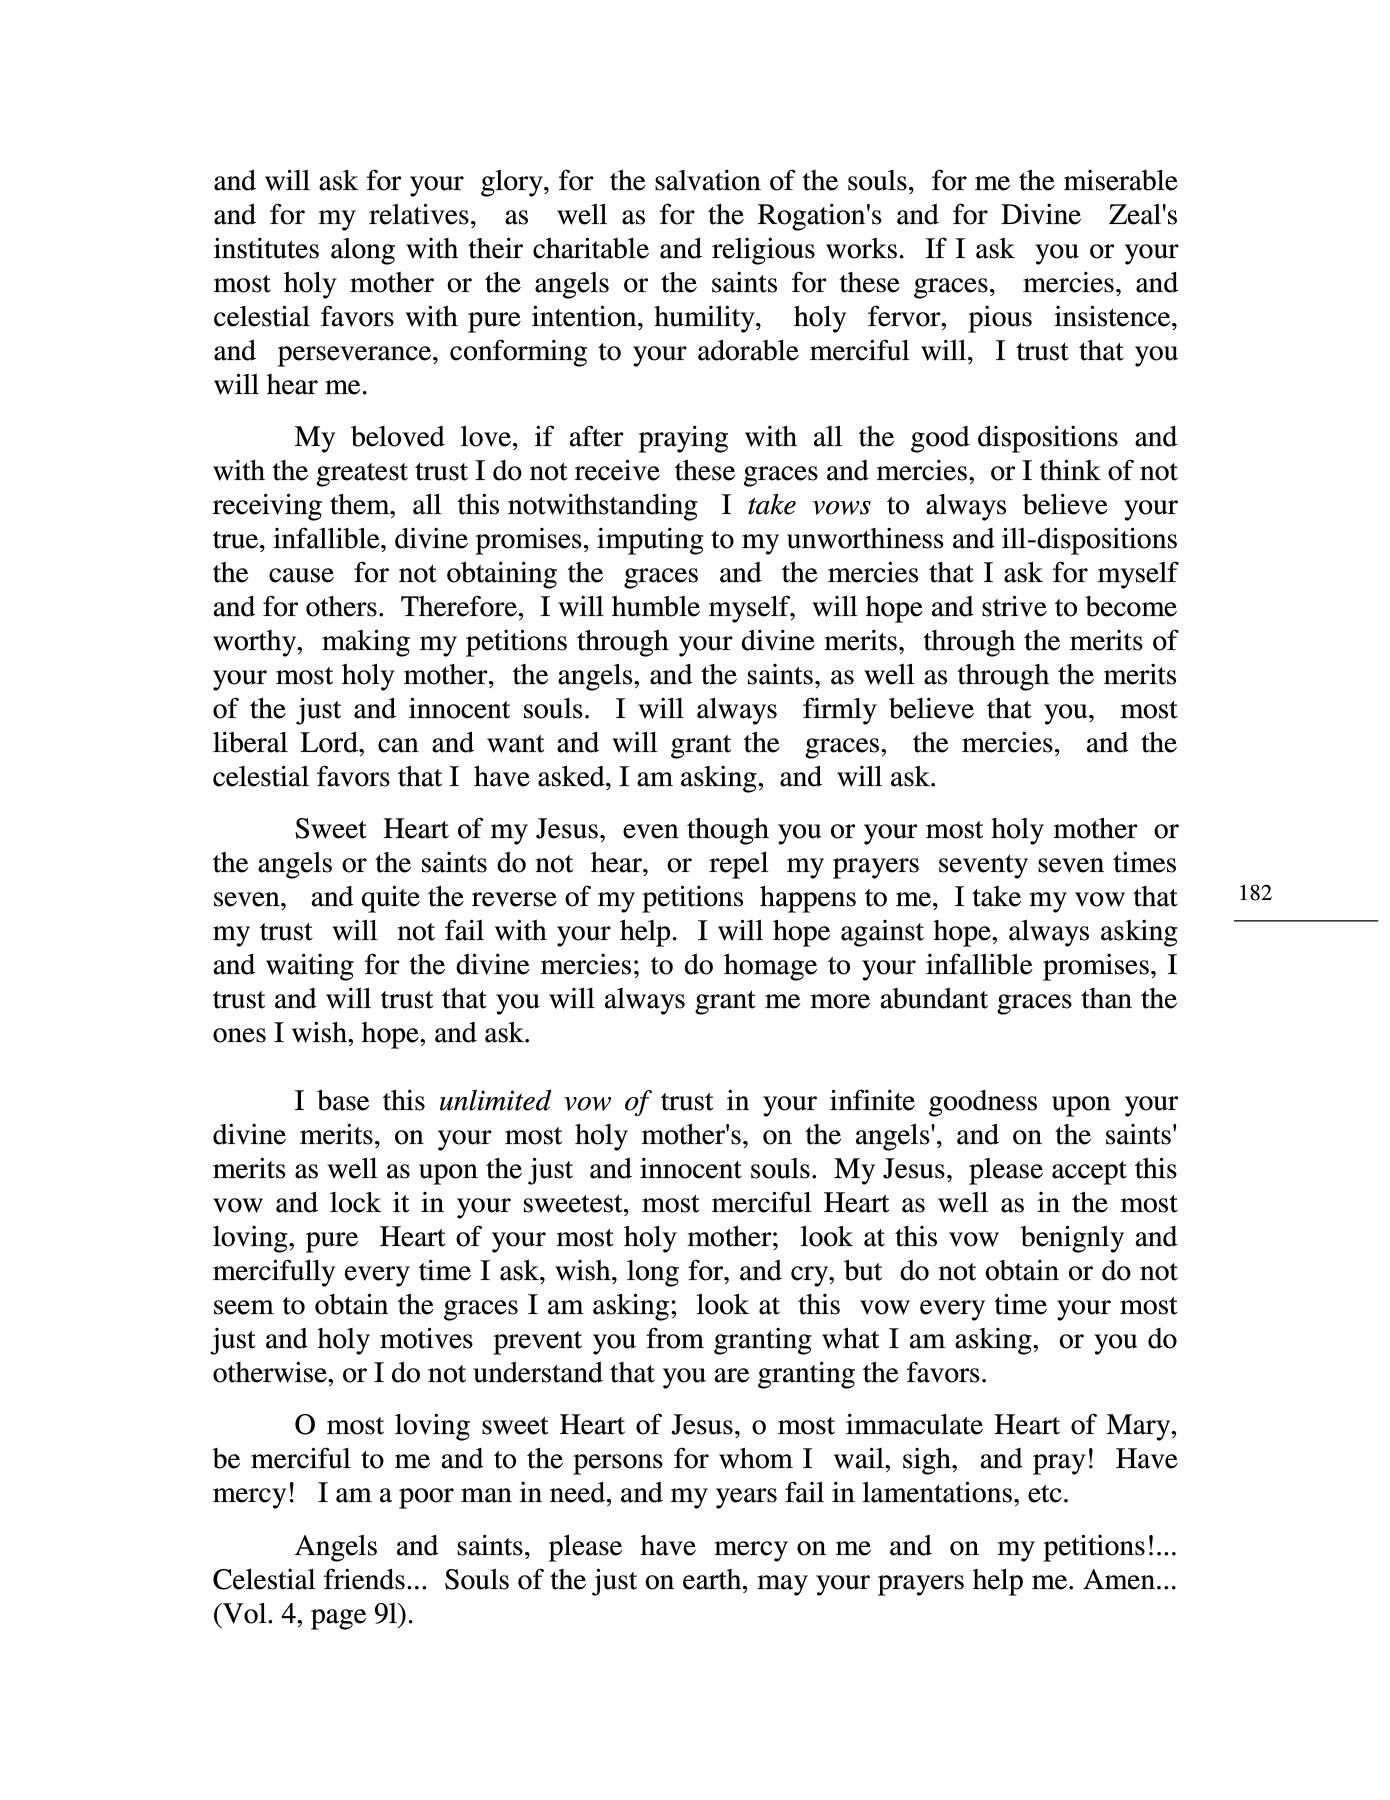 and will ask for your glory, for the salvation of the souls, for me the miserable
and for my relatives, as well as for the Rogation's and for Divine Zeal's
institutes along with their charitable and religious works. If I ask you or your
most holy mother or the angels or the saints for these graces, mercies, and
celestial favors with pure intention, humility, holy fervor, pious insistence,
and perseverance, conforming to your adorable merciful will, I trust that you
will hear me.
My beloved love, if after praying with all the good dispositions and
with the greatest trust I do not receive these graces and mercies, or I think of not
receiving them, all this notwithstanding I take vows to always believe your
true, infallible, divine promises, imputing to my unworthiness and ill-dispositions
the cause for not obtaining the graces and the mercies that I ask for myself
and for others. Therefore, I will humble myself, will hope and strive to become
worthy, making my petitions through your divine merits, through the merits of
your most holy mother, the angels, and the saints, as well as through the merits
of the just and innocent souls. I will always firmly believe that you, most
liberal Lord, can and want and will grant the graces, the mercies, and the
celestial favors that I have asked, I am asking, and will ask.
Sweet Heart of my Jesus, even though you or your most holy mother or
the angels or the saints do not hear, or repel my prayers seventy seven times
seven, and quite the reverse of my petitions happens to me, I take my vow that
my trust will not fail with your help. I will hope against hope, always asking
and waiting for the divine mercies; to do homage to your infallible promises, I
trust and will trust that you will always grant me more abundant graces than the
ones I wish, hope, and ask.
182
I base this unlimited vow of trust in your infinite goodness upon your
divine merits, on your most holy mother's, on the angels', and on the saints'
merits as well as upon the just and innocent souls. My Jesus, please accept this
vow and lock it in your sweetest, most merciful Heart as well as in the most
loving, pure Heart of your most holy mother; look at this vow benignly and
mercifully every time I ask, wish, long for, and cry, but do not obtain or do not
seem to obtain the graces I am asking; look at this vow every time your most
just and holy motives prevent you from granting what I am asking, or you do
otherwise, or I do not understand that you are granting the favors.
O most loving sweet Heart of Jesus, o most immaculate Heart of Mary,
be merciful to me and to the persons for whom I wail, sigh, and pray! Have
mercy! I am a poor man in need, and my years fail in lamentations, etc.
Angels and saints, please have mercy on me and on my petitions!...
Celestial friends... Souls of the just on earth, may your prayers help me. Amen...
(Vol. 4, page 9l).